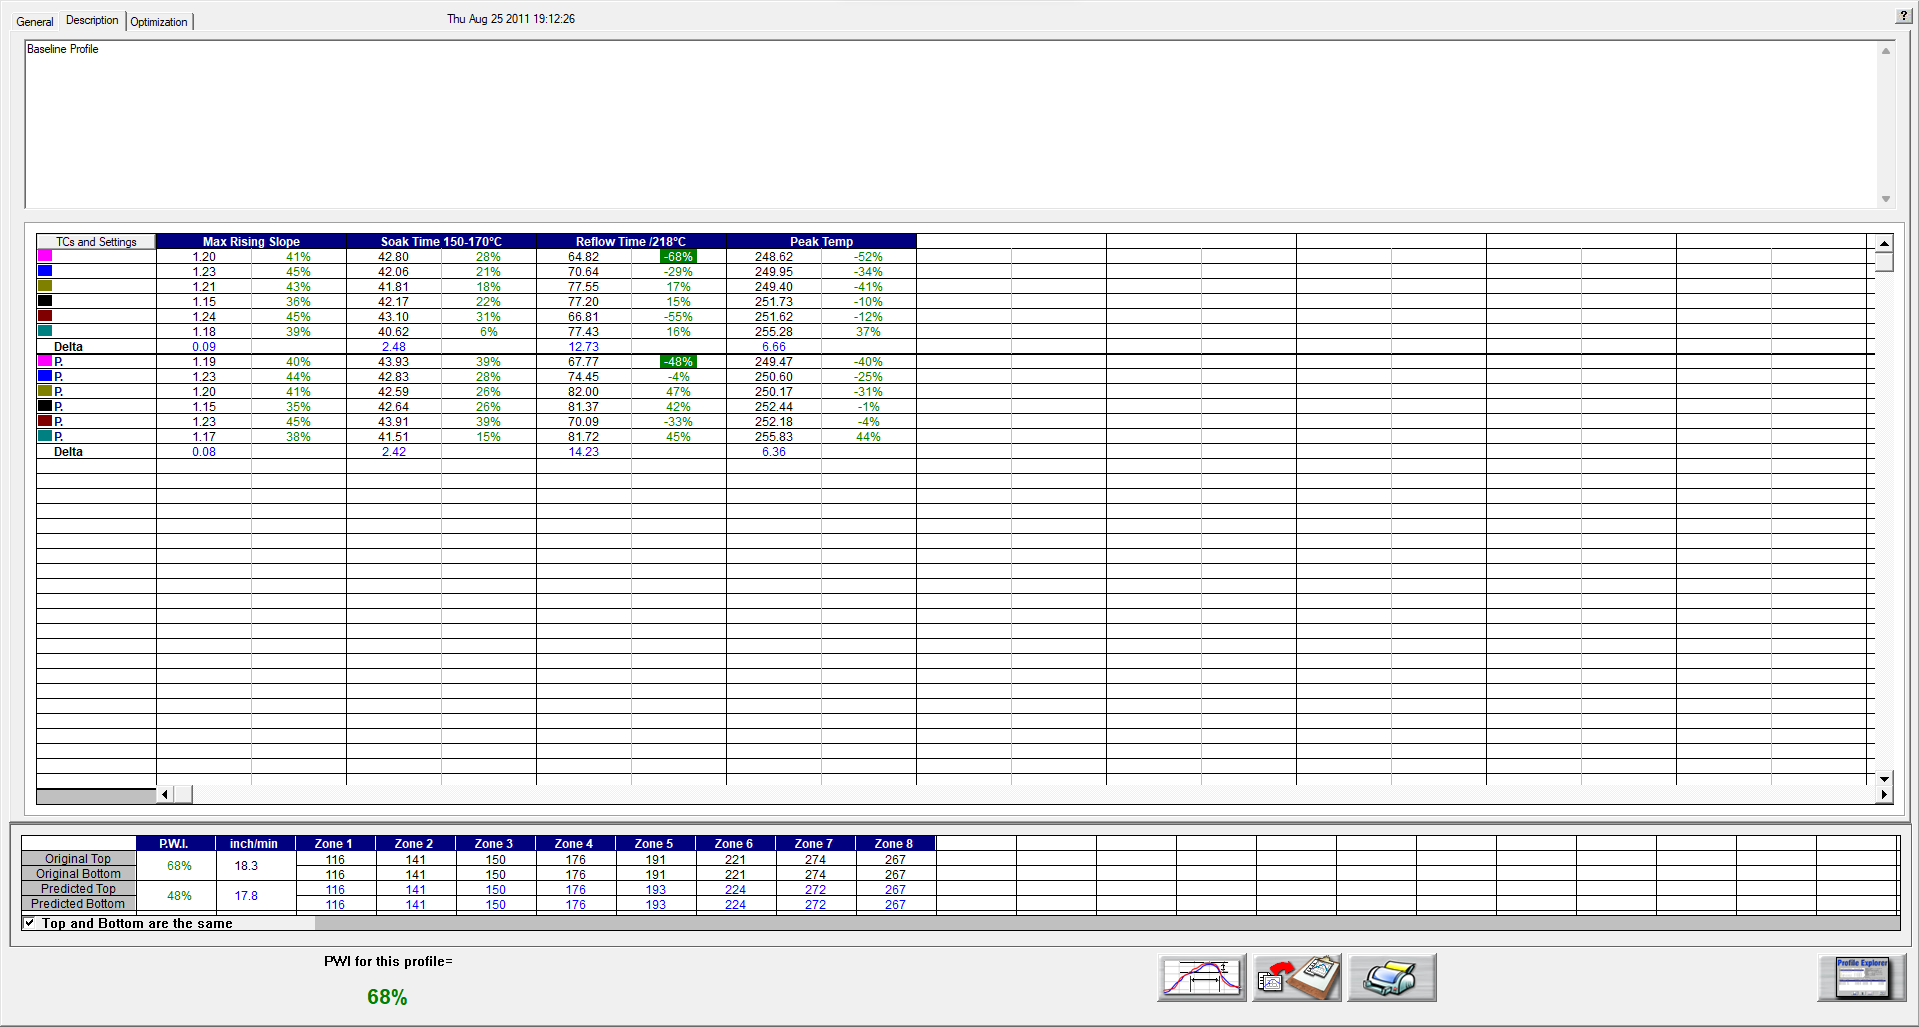 General Description Optimization Thu Aug 25 2011 19:12:26 ?
Baseline Profile
TCs and Settings Max Rising Slope Soak Time 150-170°C Reflow Time /218°C Peak Temp
1.20 41% 42.80 28% 64.82 -68% 248.62 -52%
1.23 45% 42.06 21% 70.64 -29% 249.95 -34%
1.21 43% 41.81 18% 77.55 17% 249.40 -41%
1.15 36% 42.17 22% 77.20 15% 251.73 -10%
1.24 45% 43.10 31% 66.81 -55% 251.62 -12%
1.18 39% 40.62 6% 77.43 16% 255.28 37%
Delta 0.09 2.48 12.73 6.66
P. 1.19 40% 43.93 39% 67.77 -48% 249.47 -40%
P. 1.23 44% 42.83 28% 74.45 -4% 250.60 -25%
P. 1.20 41% 42.59 26% 82.00 47% 250.17 -31%
P. 1.15 35% 42.64 26% 81.37 42% 252.44 -1%
P. 1.23 45% 43.91 39% 70.09 -33% 252.18 -4%
P. 1.17 38% 41.51 15% 81.72 45% 255.83 44%
Delta 0.08 2.42 14.23 6.36
P.W.I. inch/min Zone 1 Zone 2 Zone 3 Zone 4 Zone 5 Zone 6 Zone 7 Zone 8
Original Top 68% 18.3 116 141 150 176 191 221 274 267
Original Bottom 116 141 150 176 191 221 274 267
Predicted Top 48% 17.8 116 141 150 176 193 224 272 267
Predicted Bottom 116 141 150 176 193 224 272 267
Top and Bottom are the same
PWI for this profile=
68%
Profile Explorer